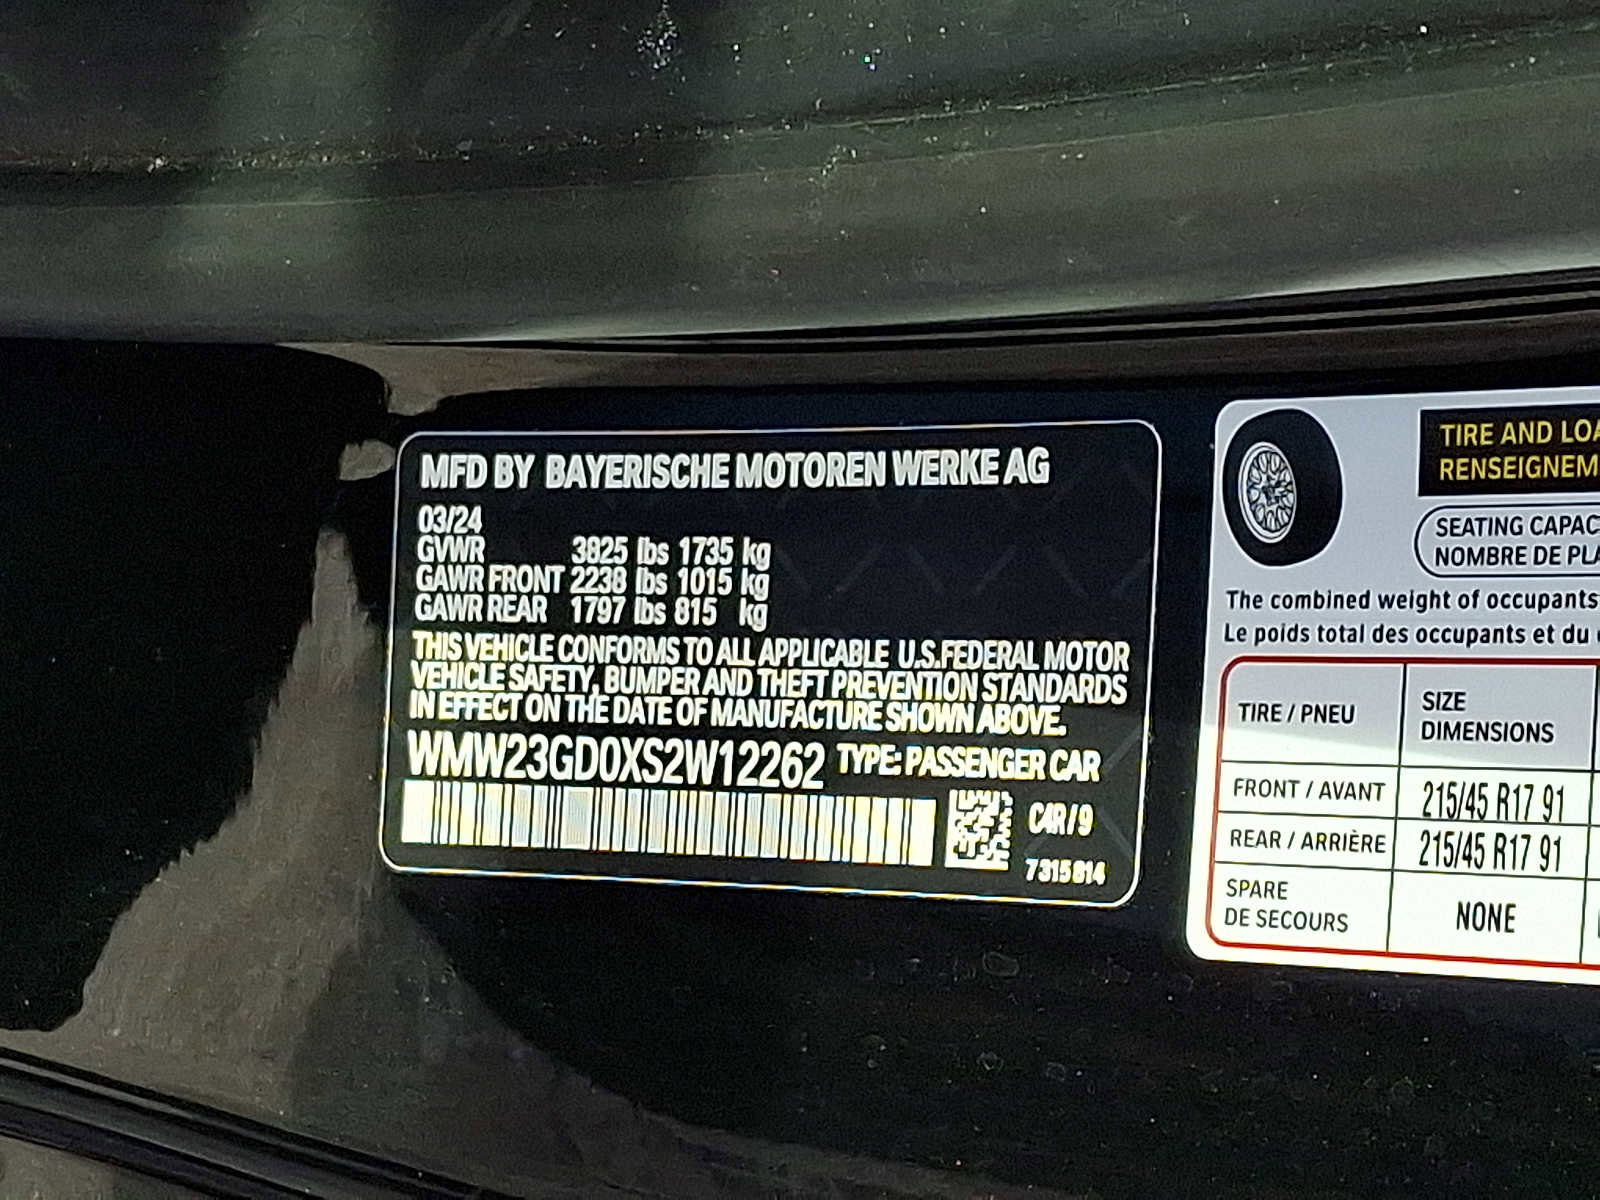 MFD BY BAYERISCHE MOTOREN WERKE AG
03/24
GVWR 3825 lbs 1735 kg
GAWR FRONT 2238 lbs 1015 kg
GAWR REAR 1797 lbs 815 kg
THIS VEHICLE CONFORMS TO ALL APPLICABLE U.S.FEDERAL MOTOR
VEHICLE SAFETY, BUMPER AND THEFT PREVENTION STANDARDS
IN EFFECT ON THE DATE OF MANUFACTURE SHOWN ABOVE.
WMW23GD0XS2W12262 TYPE: PASSENGER CAR
CAR/9
7315814
TIRE AND LOA
RENSEIGNEM
SEATING CAPAC
NOMBRE DE PLA
The combined weight of occupants
Le poids total des occupants et du
TIRE / PNEU
SIZE
DIMENSIONS
FRONT / AVANT 215/45 R17 91
REAR / ARRIÈRE 215/45 R17 91
SPARE
DE SECOURS
NONE